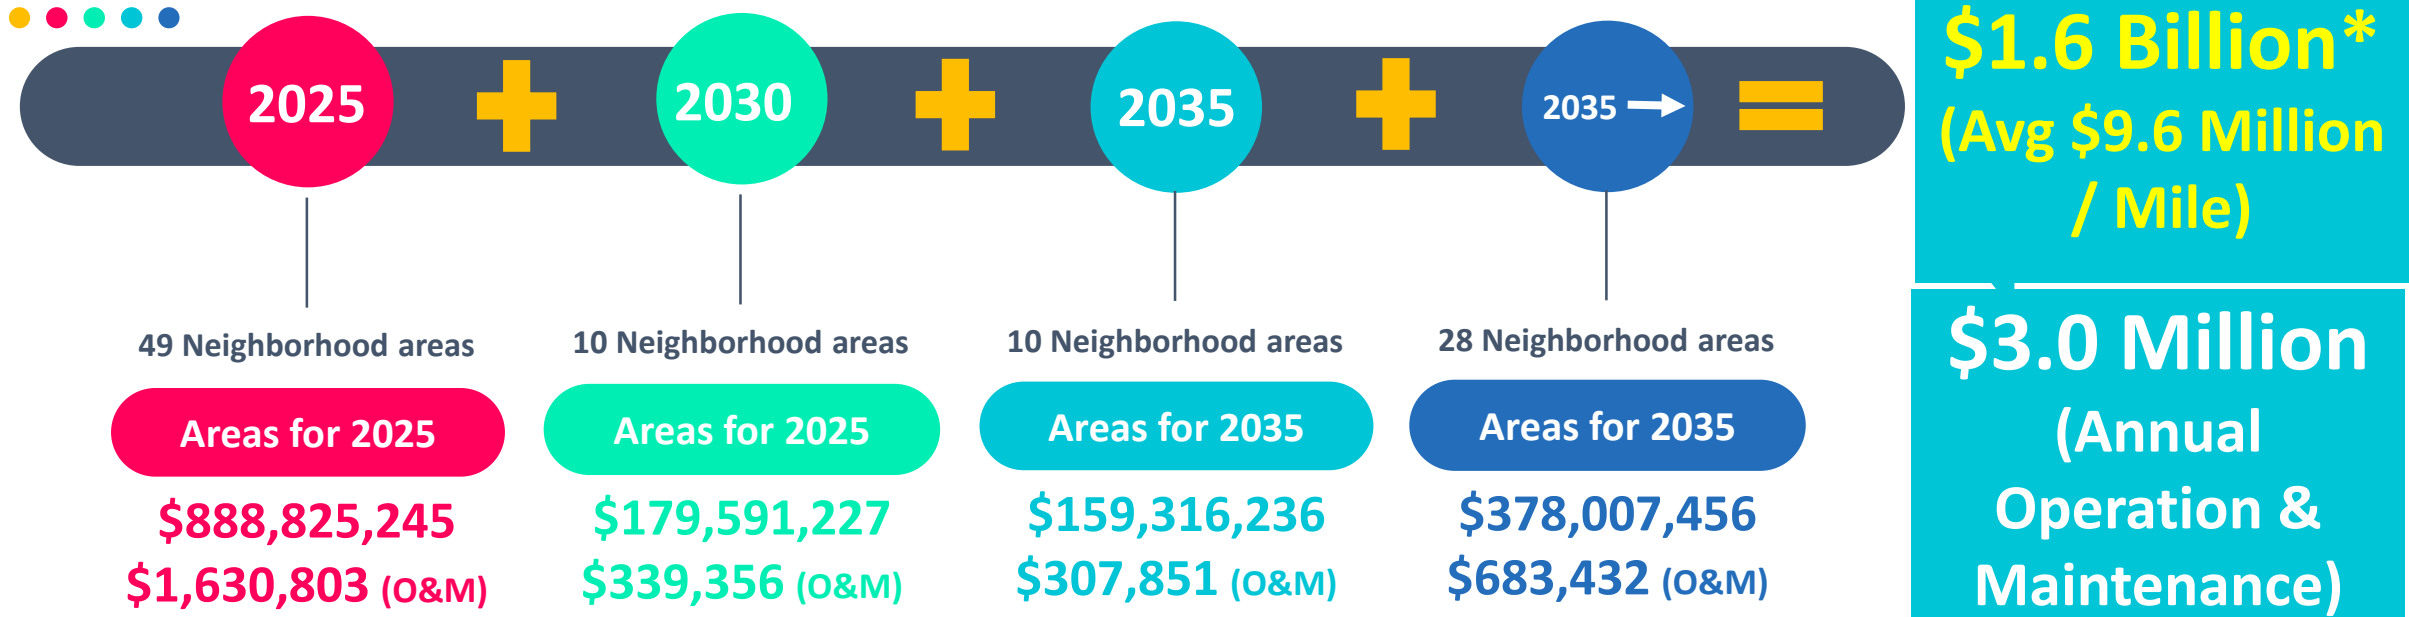 2025
2030
2035
2035
49 Neighborhood areas
10 Neighborhood areas
10 Neighborhood areas
28 Neighborhood areas
Areas for 2025
Areas for 2025
Areas for 2035
Areas for 2035
$888,825,245
$179,591,227
$159,316,236
$378,007,456
$1,630,803 (O&M)
$339,356 (O&M)
$307,851 (O&M)
$683,432 (O&M)
$1.6 Billion*
(Avg $9.6 Million
/ Mile)
$3.0 Million
(Annual
Operation &
Maintenance)